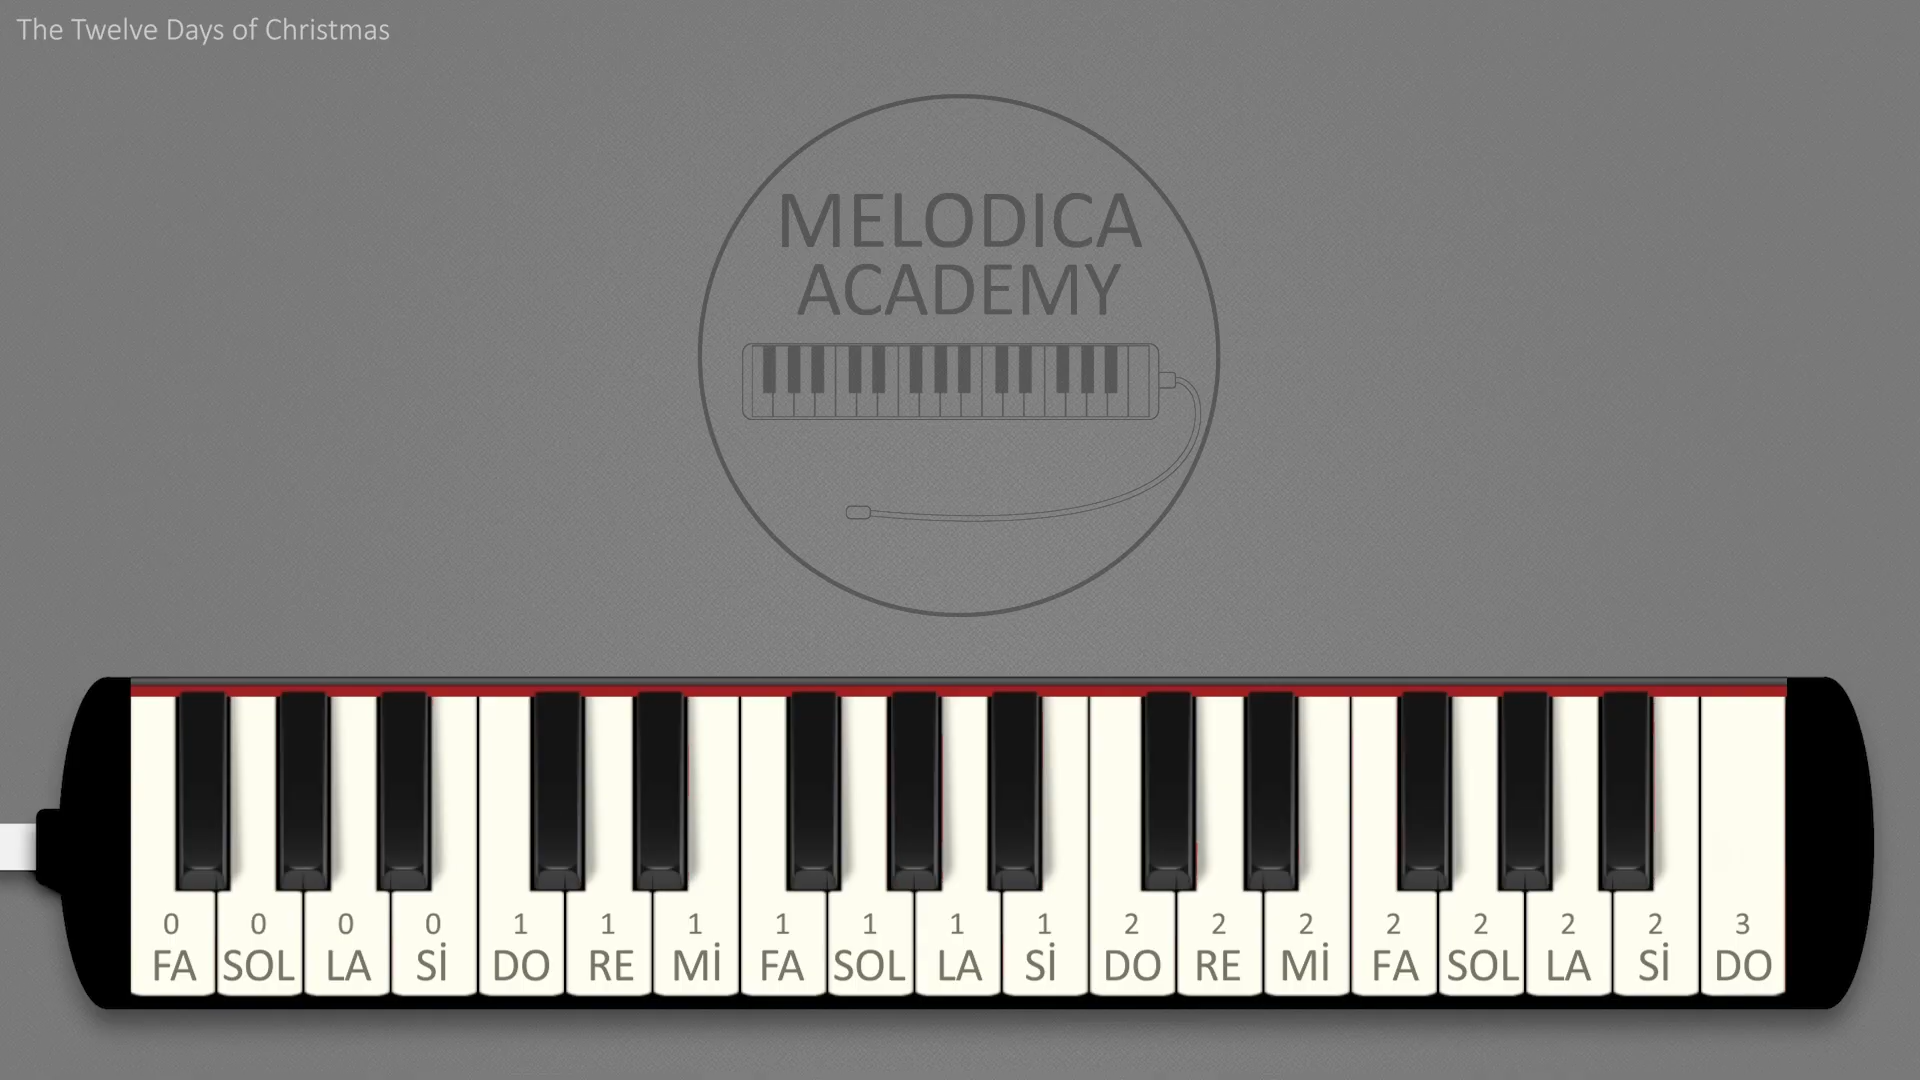 The Twelve Days of Christmas
MELODICA
ACADEMY
0 0 0 0 1 1 1 1 1 1 1 2 2 2 2 2 2 2 3
FA SOL LA Sİ DO RE Mİ FA SOL LA Sİ DO RE Mİ FA SOL LA Sİ DO